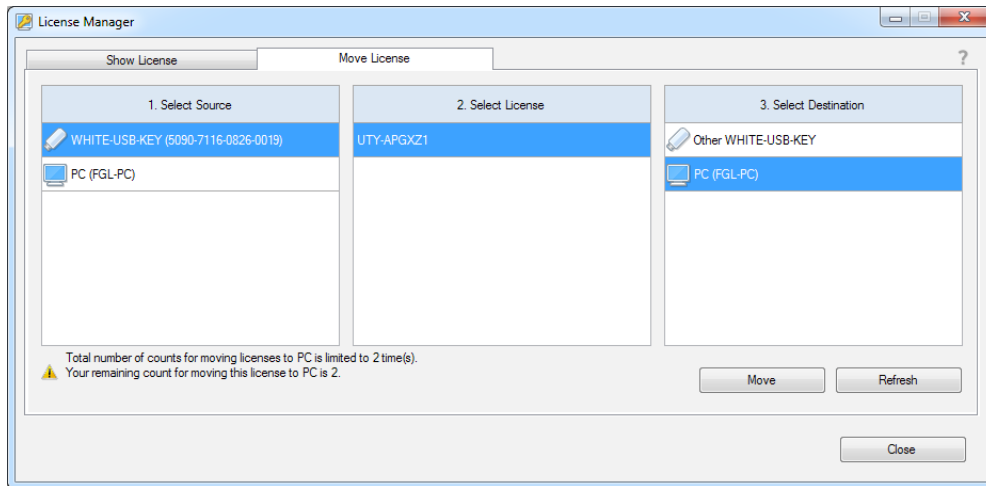 License Manager
Show License
Move License
?
1. Select Source
2. Select License
3. Select Destination
WHITE-USB-KEY (5090-7116-0826-0019)
UTY-APGXZ1
Other WHITE-USB-KEY
PC (FGL-PC)
PC (FGL-PC)
Total number of counts for moving licenses to PC is limited to 2 time(s).
Your remaining count for moving this license to PC is 2.
Move
Refresh
Close